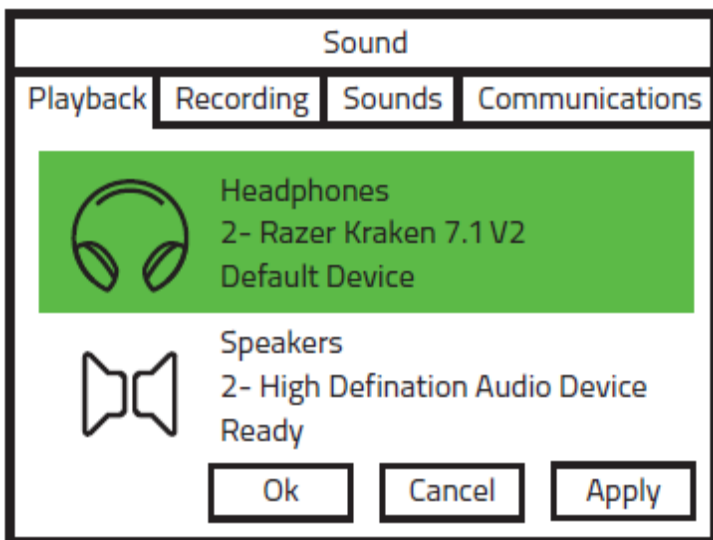 Sound
Playback Recording Sounds Communications
Headphones
2- Razer Kraken 7.1 V2
Default Device
Speakers
2- High Defination Audio Device
Ready
Ok Cancel Apply